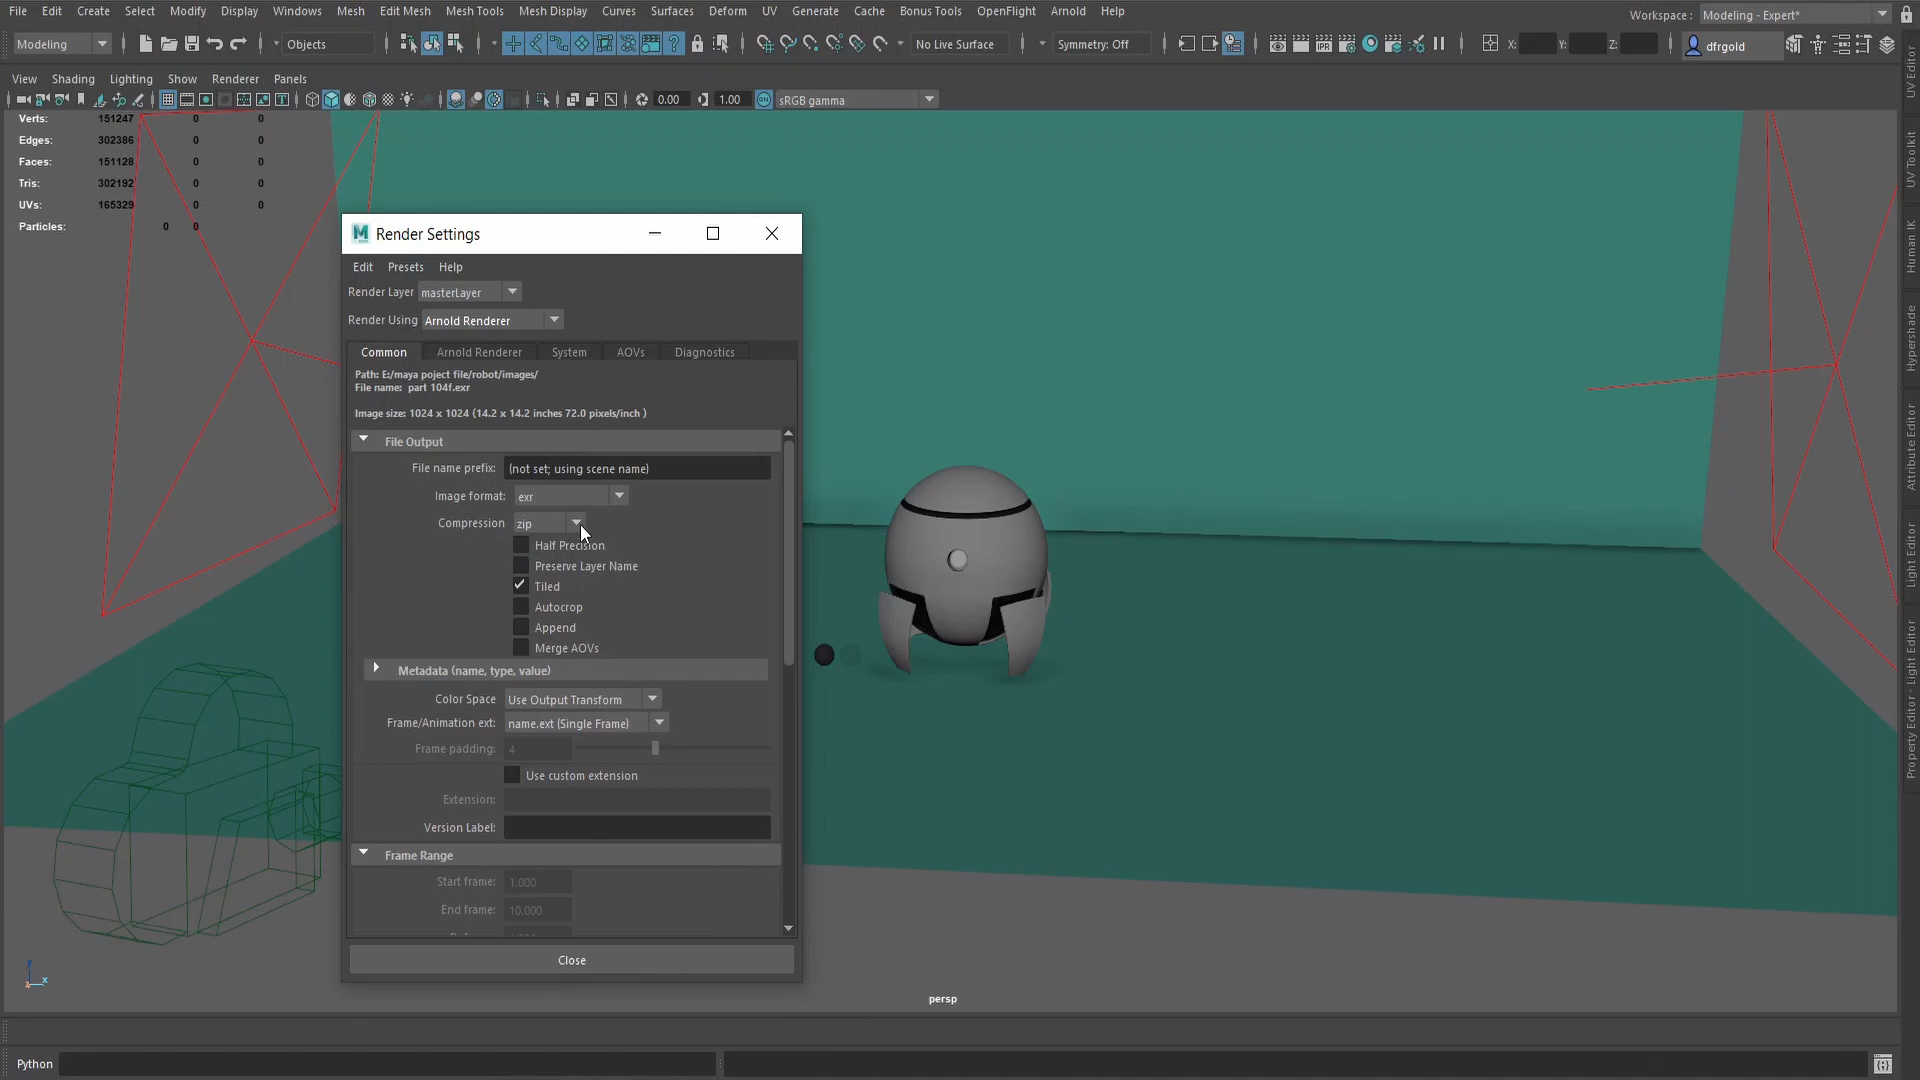 File Edit Create Select Modify Display Windows Mesh Edit Mesh Mesh Tools Mesh Display Curves Surfaces Deform UV Generate Cache Bonus Tools OpenFlight Arnold Help
Workspace : Modeling - Expert*
Modeling Objects No Live Surface Symmetry: Off IPR X: Y: Z: dfrgold
View Shading Lighting Show Renderer Panels
0.00 1.00 ON sRGB gamma
Verts: 151247 0 0
Edges: 302386 0 0
Faces: 151128 0 0
Tris: 302192 0 0
UVs: 165329 0 0
Particles: 0 0
M Render Settings
Edit Presets Help
Render Layer masterLayer
Render Using Arnold Renderer
Common Arnold Renderer System AOVs Diagnostics
Path: E:/maya poject file/robot/images/
File name: part 104f.exr
Image size: 1024 x 1024 (14.2 x 14.2 inches 72.0 pixels/inch )
File Output
File name prefix: (not set; using scene name)
Image format: exr
Compression zip
Half Precision
Preserve Layer Name
Tiled
Autocrop
Append
Merge AOVs
Metadata (name, type, value)
Color Space Use Output Transform
Frame/Animation ext: name.ext (Single Frame)
Frame padding: 4
Use custom extension
Extension:
Version Label:
Frame Range
Start frame: 1.000
End frame: 10.000
Close
y
z x
persp
Python
UV Editor
UV Toolkit
Human IK
Hypershade
Attribute Editor
Light Editor
Property Editor - Light Editor